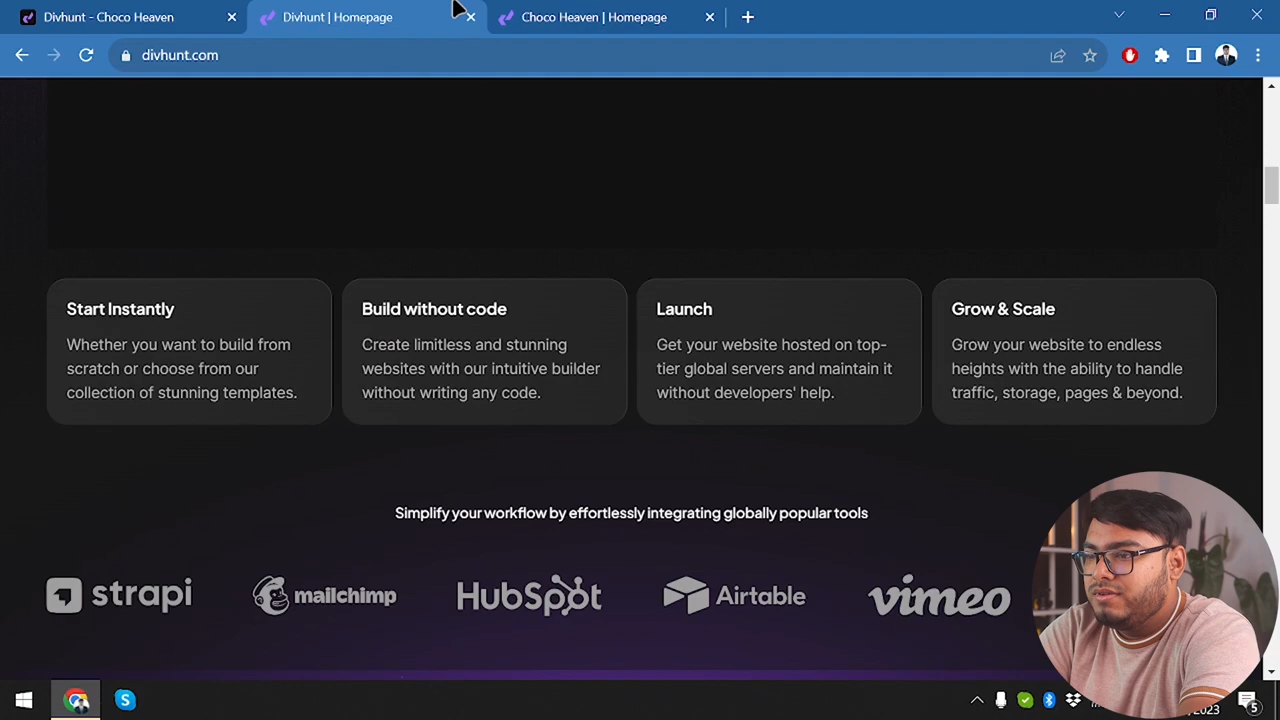 Divhunt - Choco Heaven
Divhunt | Homepage
Choco Heaven | Homepage
divhunt.com
Start Instantly
Whether you want to build from
scratch or choose from our
collection of stunning templates.
Build without code
Create limitless and stunning
websites with our intuitive builder
without writing any code.
Launch
Get your website hosted on top-
tier global servers and maintain it
without developers' help.
Grow & Scale
Grow your website to endless
heights with the ability to handle
traffic, storage, pages & beyond.
Simplify your workflow by effortlessly integrating globally popular tools
strapi
mailchimp
HubSpot
Airtable
vimeo
2023
5